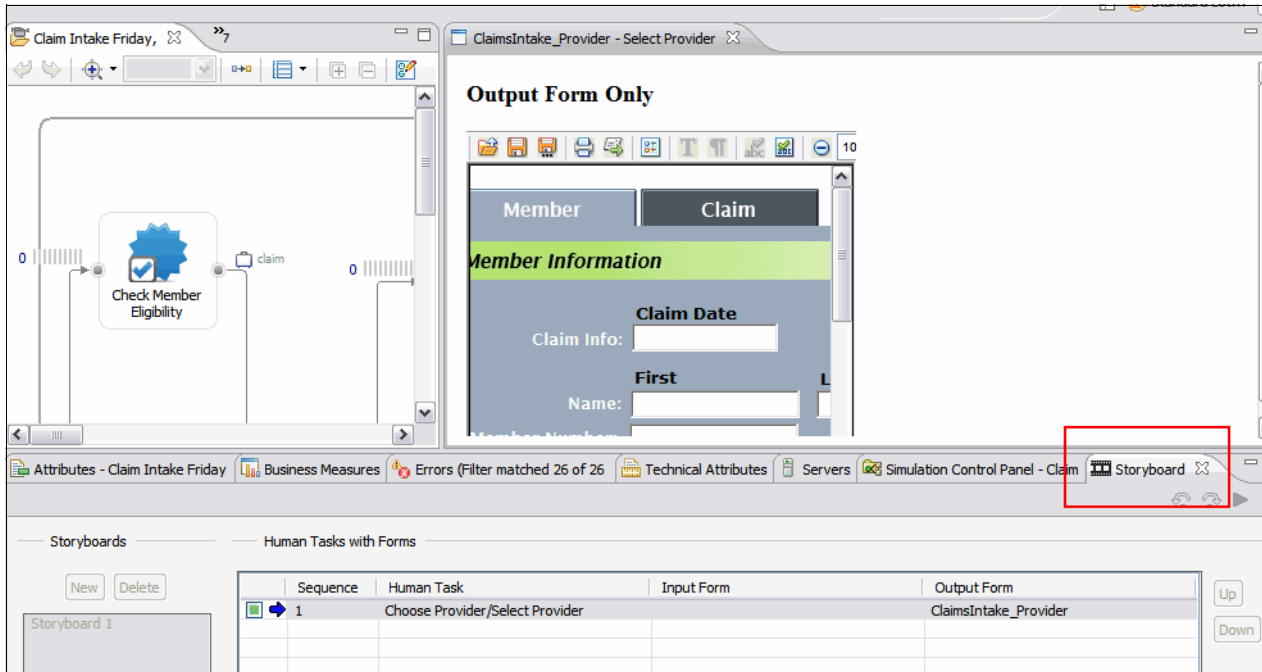 Claim Intake Friday,
»7
ClaimsIntake_Provider - Select Provider
Output Form Only
10
Member
Claim
Member Information
Claim Date
Claim Info:
First
L
Name:
0
claim
0
Check Member
Eligibility
Attributes - Claim Intake Friday
Business Measures
Errors (Filter matched 26 of 26
Technical Attributes
Servers
Simulation Control Panel - Claim
Storyboard
Storyboards
Human Tasks with Forms
New
Delete
Sequence
Human Task
Input Form
Output Form
Up
1
Choose Provider/Select Provider
ClaimsIntake_Provider
Storyboard 1
Down